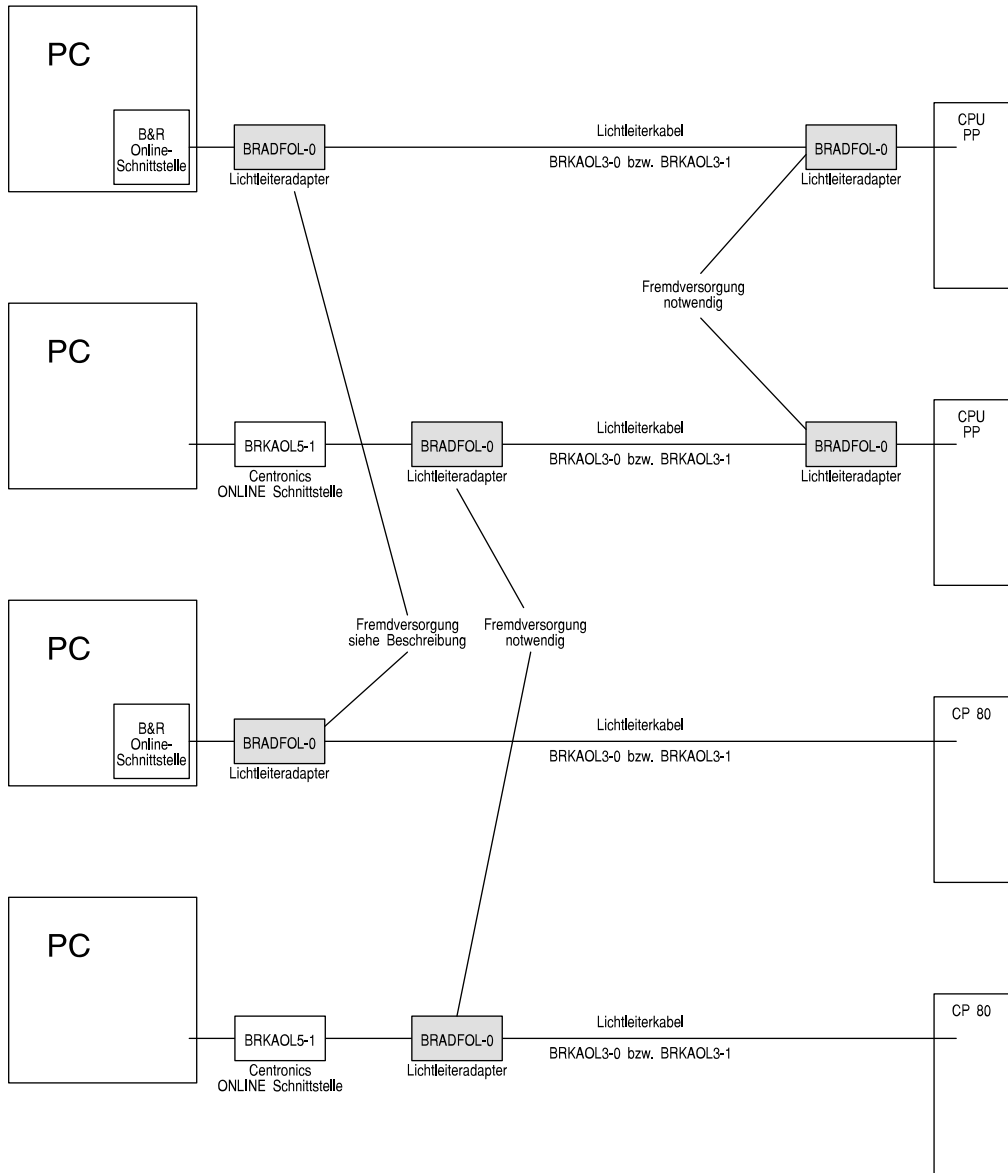 PC
B&R
Online-
Schnittstelle
BRADFOL-0
Lichtleiteradapter
Lichtleiterkabel
BRKAOL3-0 bzw. BRKAOL3-1
BRADFOL-0
Lichtleiteradapter
CPU
PP
Fremdversorgung
notwendig
PC
BRKAOL5-1
Centronics
ONLINE Schnittstelle
BRADFOL-0
Lichtleiteradapter
Lichtleiterkabel
BRKAOL3-0 bzw. BRKAOL3-1
BRADFOL-0
Lichtleiteradapter
CPU
PP
Fremdversorgung
siehe Beschreibung
Fremdversorgung
notwendig
PC
B&R
Online-
Schnittstelle
BRADFOL-0
Lichtleiteradapter
Lichtleiterkabel
BRKAOL3-0 bzw. BRKAOL3-1
CP 80
PC
BRKAOL5-1
Centronics
ONLINE Schnittstelle
BRADFOL-0
Lichtleiteradapter
Lichtleiterkabel
BRKAOL3-0 bzw. BRKAOL3-1
CP 80